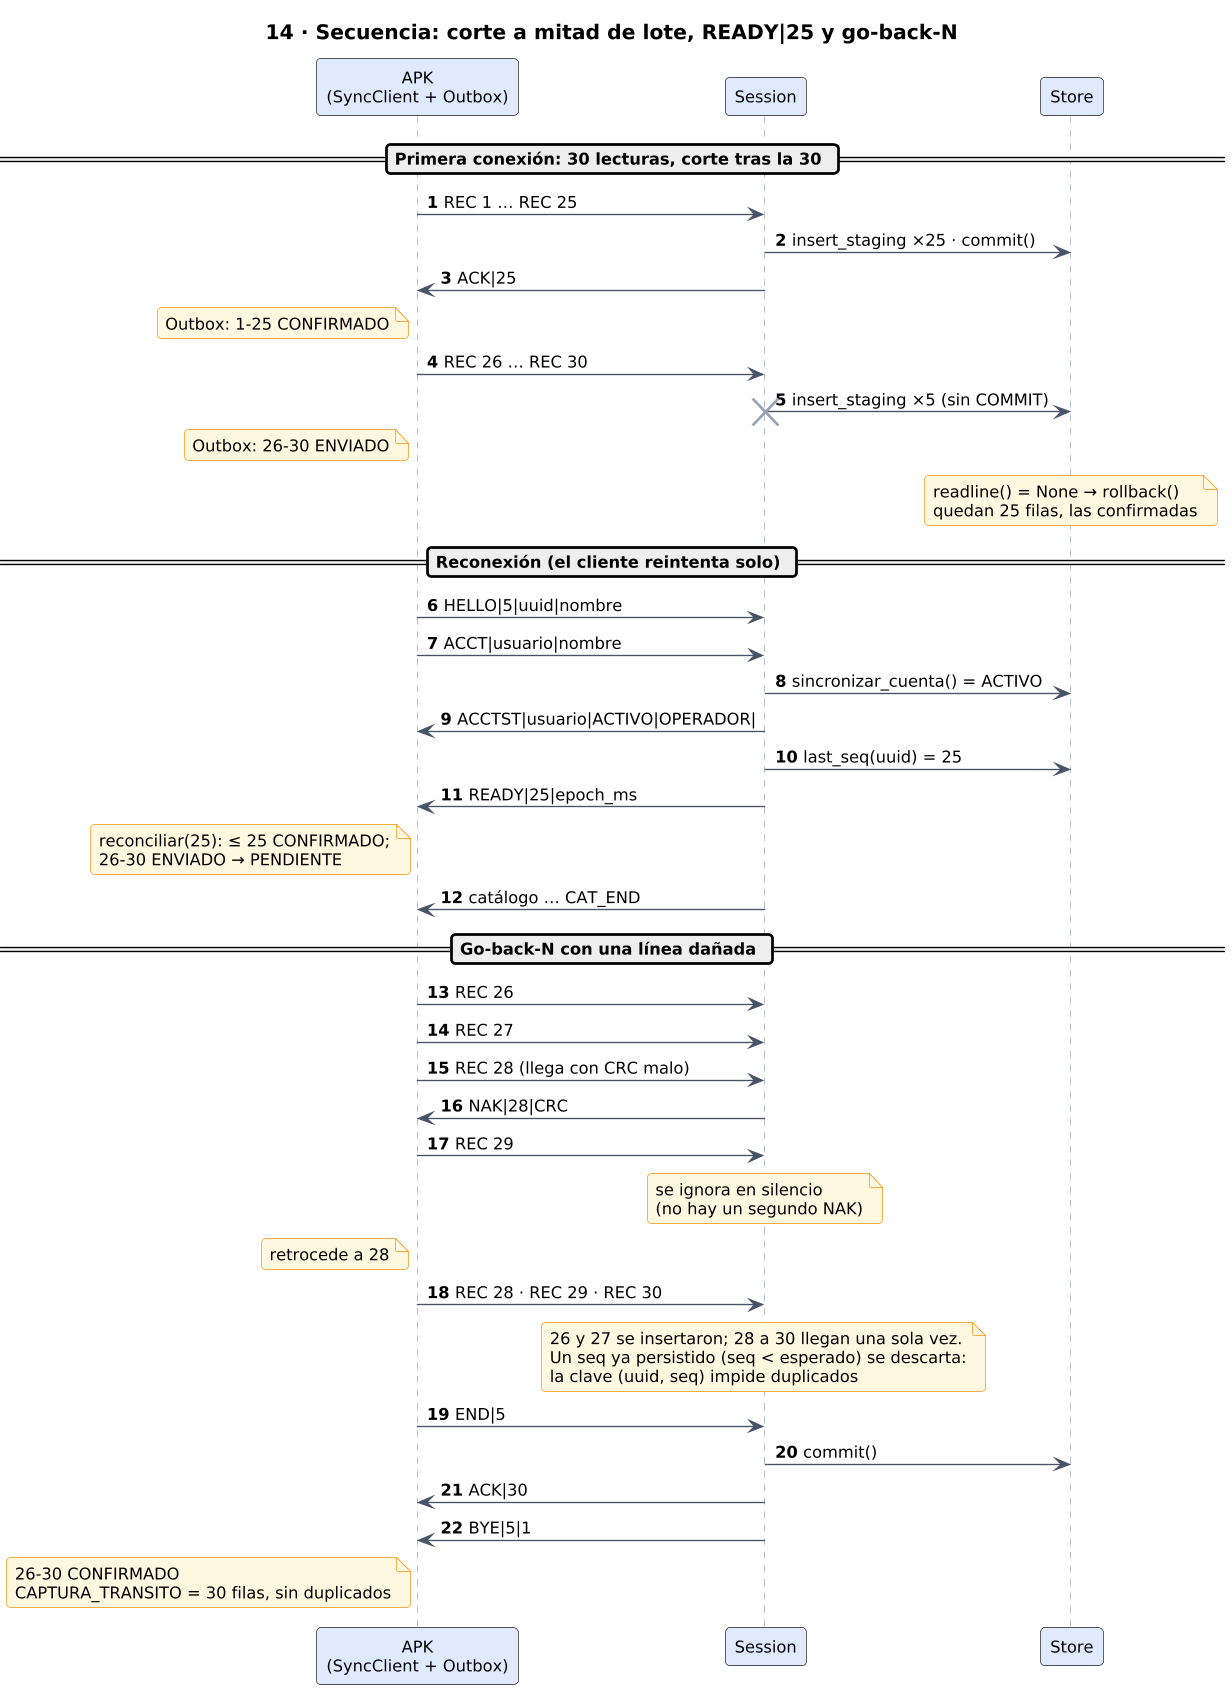 14 · Secuencia: corte a mitad de lote, READY|25 y go-back-N
APK
(SyncClient + Outbox)
Session
Store
Primera conexión: 30 lecturas, corte tras la 30
1 REC 1 ... REC 25
2 insert_staging ×25 · commit()
3 ACK|25
Outbox: 1-25 CONFIRMADO
4 REC 26 ... REC 30
5 insert_staging ×5 (sin COMMIT)
Outbox: 26-30 ENVIADO
readline() = None → rollback()
quedan 25 filas, las confirmadas
Reconexión (el cliente reintenta solo)
6 HELLO|5|uuid|nombre
7 ACCT|usuario|nombre
8 sincronizar_cuenta() = ACTIVO
9 ACCTST|usuario|ACTIVO|OPERADOR|
10 last_seq(uuid) = 25
11 READY|25|epoch_ms
reconciliar(25): ≤ 25 CONFIRMADO;
26-30 ENVIADO → PENDIENTE
12 catálogo ... CAT_END
Go-back-N con una línea dañada
13 REC 26
14 REC 27
15 REC 28 (llega con CRC malo)
16 NAK|28|CRC
17 REC 29
se ignora en silencio
(no hay un segundo NAK)
retrocede a 28
18 REC 28 · REC 29 · REC 30
26 y 27 se insertaron; 28 a 30 llegan una sola vez.
Un seq ya persistido (seq < esperado) se descarta:
la clave (uuid, seq) impide duplicados
19 END|5
20 commit()
21 ACK|30
22 BYE|5|1
26-30 CONFIRMADO
CAPTURA_TRANSITO = 30 filas, sin duplicados
APK
(SyncClient + Outbox)
Session
Store